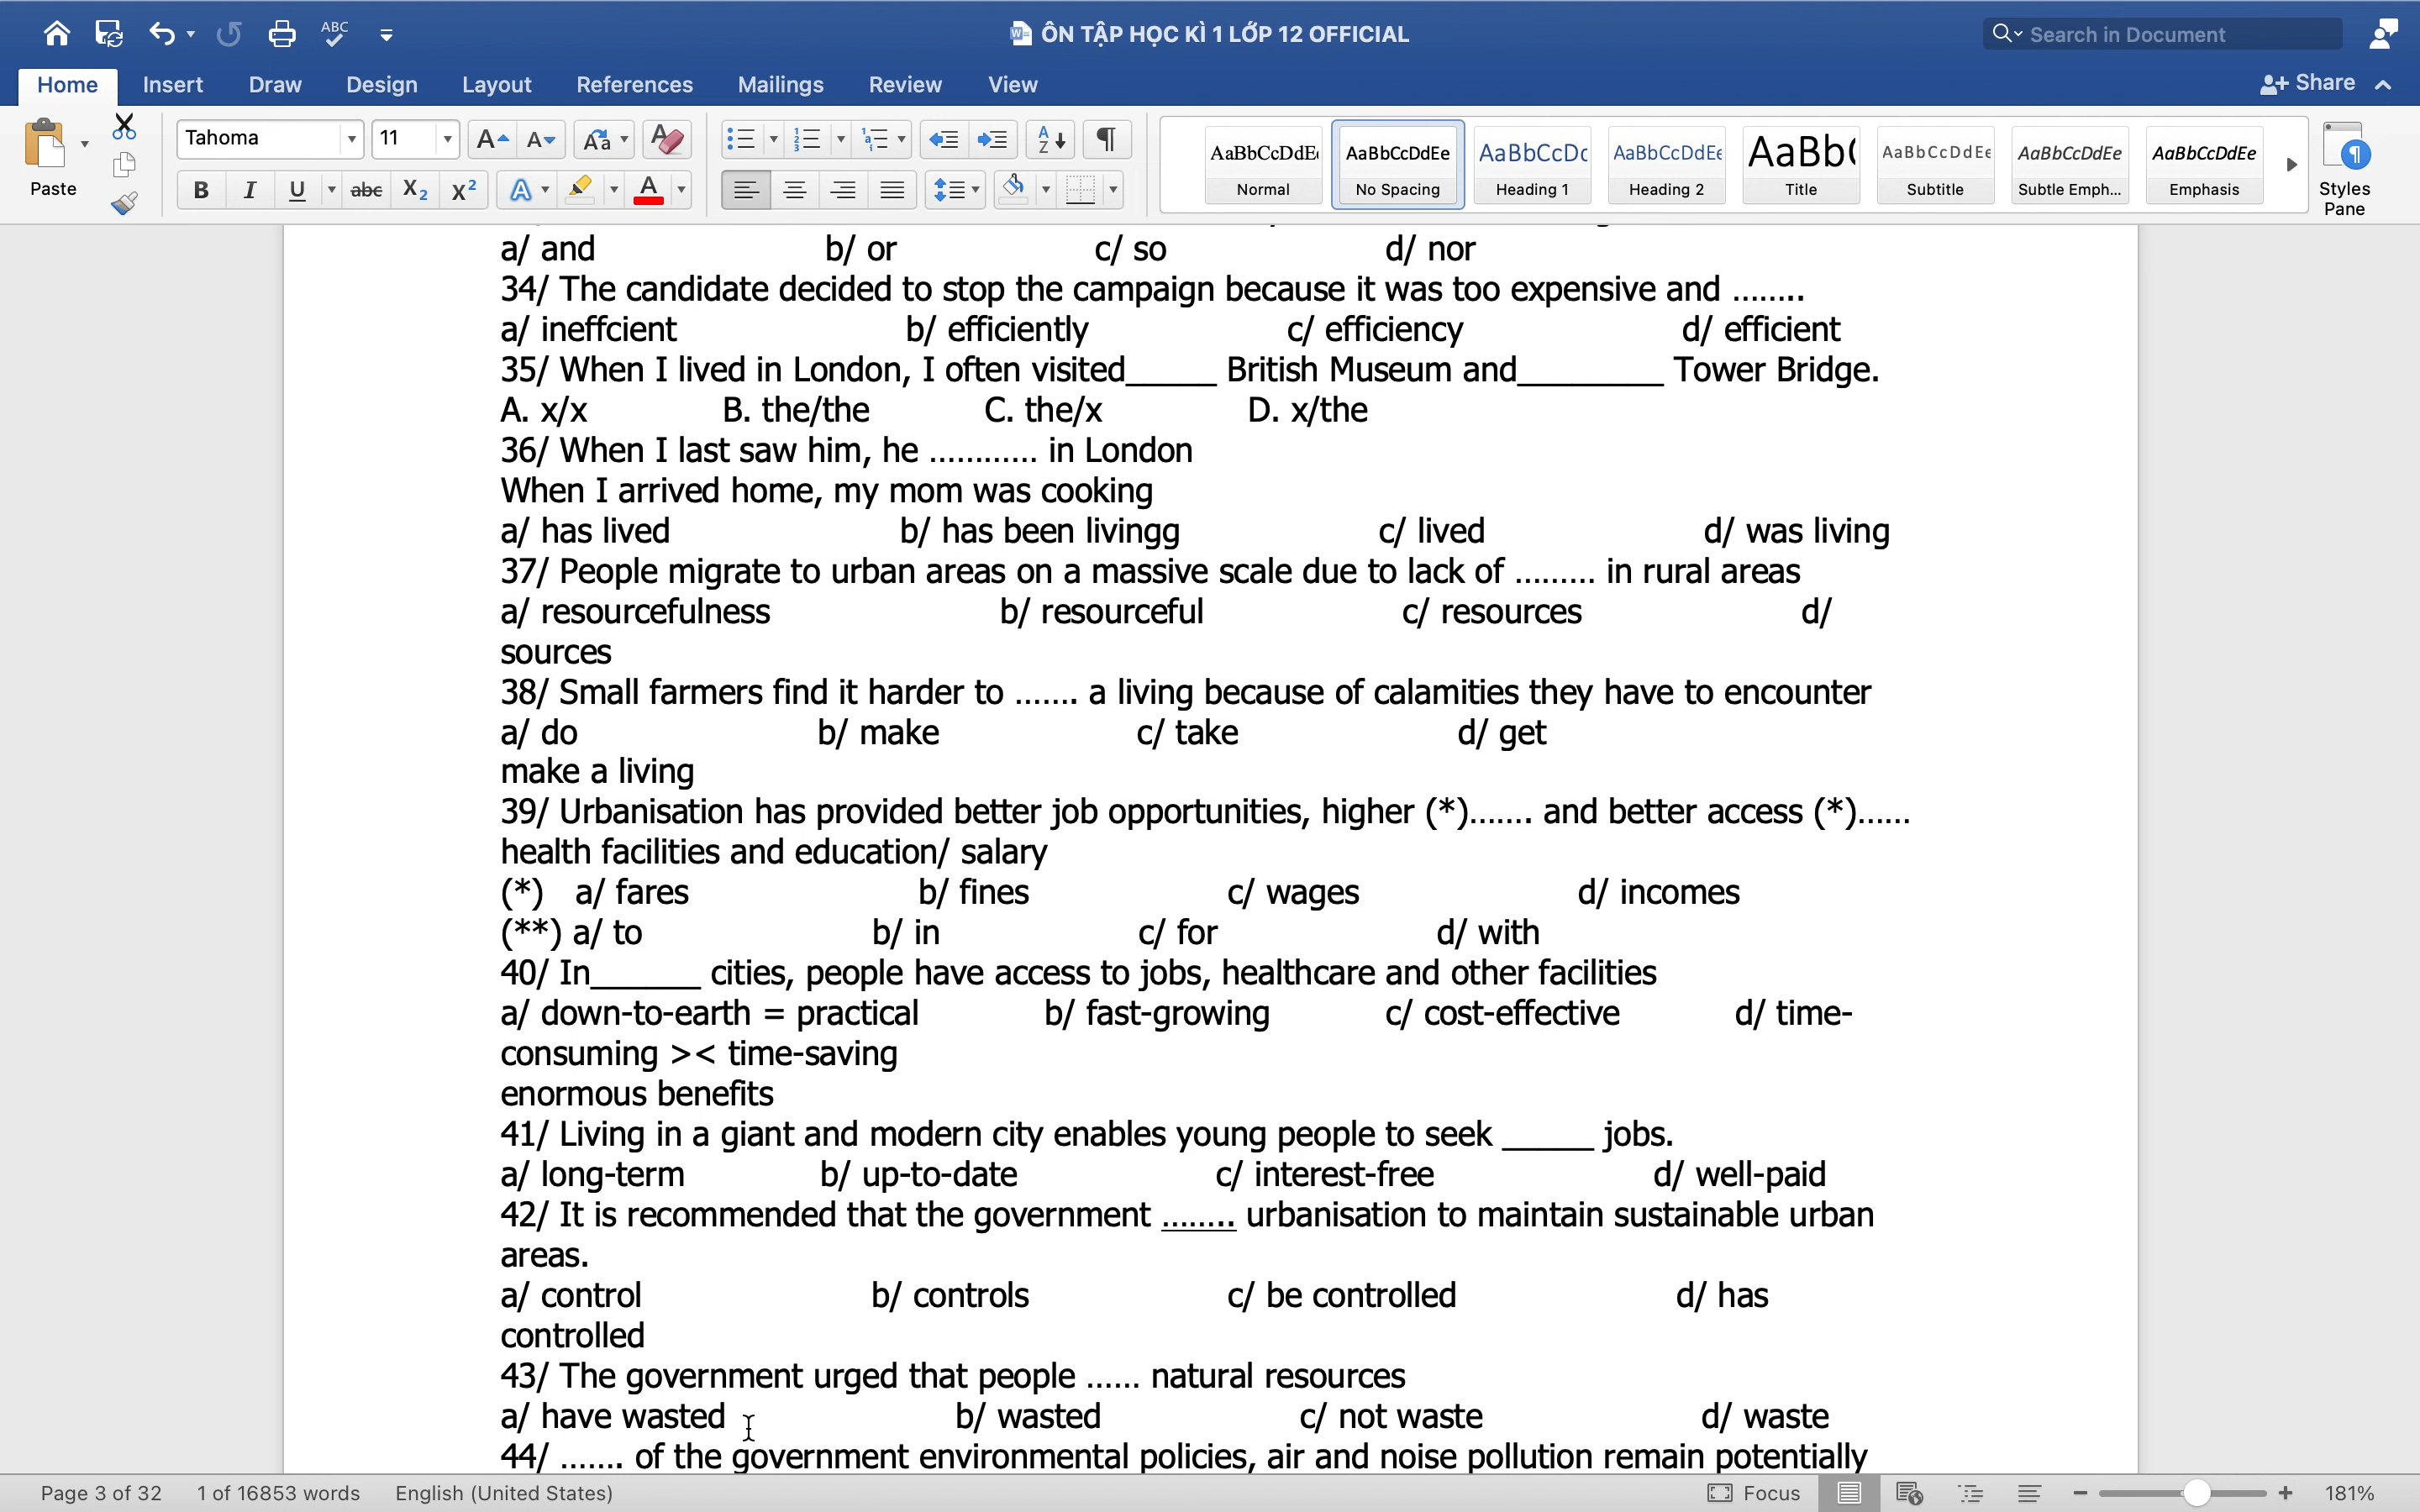 ABC
ÔN TẬP HỌC KÌ 1 LỚP 12 OFFICIAL
Search in Document
Home Insert Draw Design Layout References Mailings Review View Share
Paste
Tahoma 11
AaBbCcDdEe AaBbCcDdEe AaBbCcDc AaBbCcDdEe AaBb( AaBbCcDdEe AaBbCcDdEe AaBbCcDdEe
Normal No Spacing Heading 1 Heading 2 Title Subtitle Subtle Emph... Emphasis
Styles
Pane
a/ and b/ or c/ so d/ nor
34/ The candidate decided to stop the campaign because it was too expensive and ........
a/ ineffcient b/ efficiently c/ efficiency d/ efficient
35/ When I lived in London, I often visited_____ British Museum and________ Tower Bridge.
A. x/x B. the/the C. the/x D. x/the
36/ When I last saw him, he ............ in London
When I arrived home, my mom was cooking
a/ has lived b/ has been livingg c/ lived d/ was living
37/ People migrate to urban areas on a massive scale due to lack of ......... in rural areas
a/ resourcefulness b/ resourceful c/ resources d/
sources
38/ Small farmers find it harder to ....... a living because of calamities they have to encounter
a/ do b/ make c/ take d/ get
make a living
39/ Urbanisation has provided better job opportunities, higher (*)....... and better access (*)......
health facilities and education/ salary
(*) a/ fares b/ fines c/ wages d/ incomes
(**) a/ to b/ in c/ for d/ with
40/ In______ cities, people have access to jobs, healthcare and other facilities
a/ down-to-earth = practical b/ fast-growing c/ cost-effective d/ time-
consuming >< time-saving
enormous benefits
41/ Living in a giant and modern city enables young people to seek _____ jobs.
a/ long-term b/ up-to-date c/ interest-free d/ well-paid
42/ It is recommended that the government ........ urbanisation to maintain sustainable urban
areas.
a/ control b/ controls c/ be controlled d/ has
controlled
43/ The government urged that people ...... natural resources
a/ have wasted b/ wasted c/ not waste d/ waste
44/ ....... of the government environmental policies, air and noise pollution remain potentially
Page 3 of 32 1 of 16853 words English (United States) Focus 181%